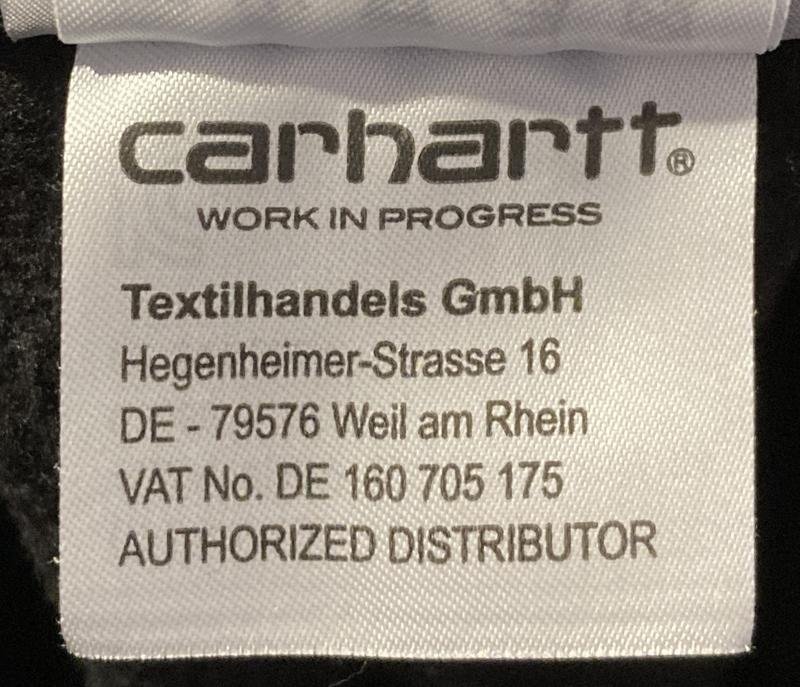 carhartt®
WORK IN PROGRESS
Textilhandels GmbH
Hegenheimer-Strasse 16
DE - 79576 Weil am Rhein
VAT No. DE 160 705 175
AUTHORIZED DISTRIBUTOR